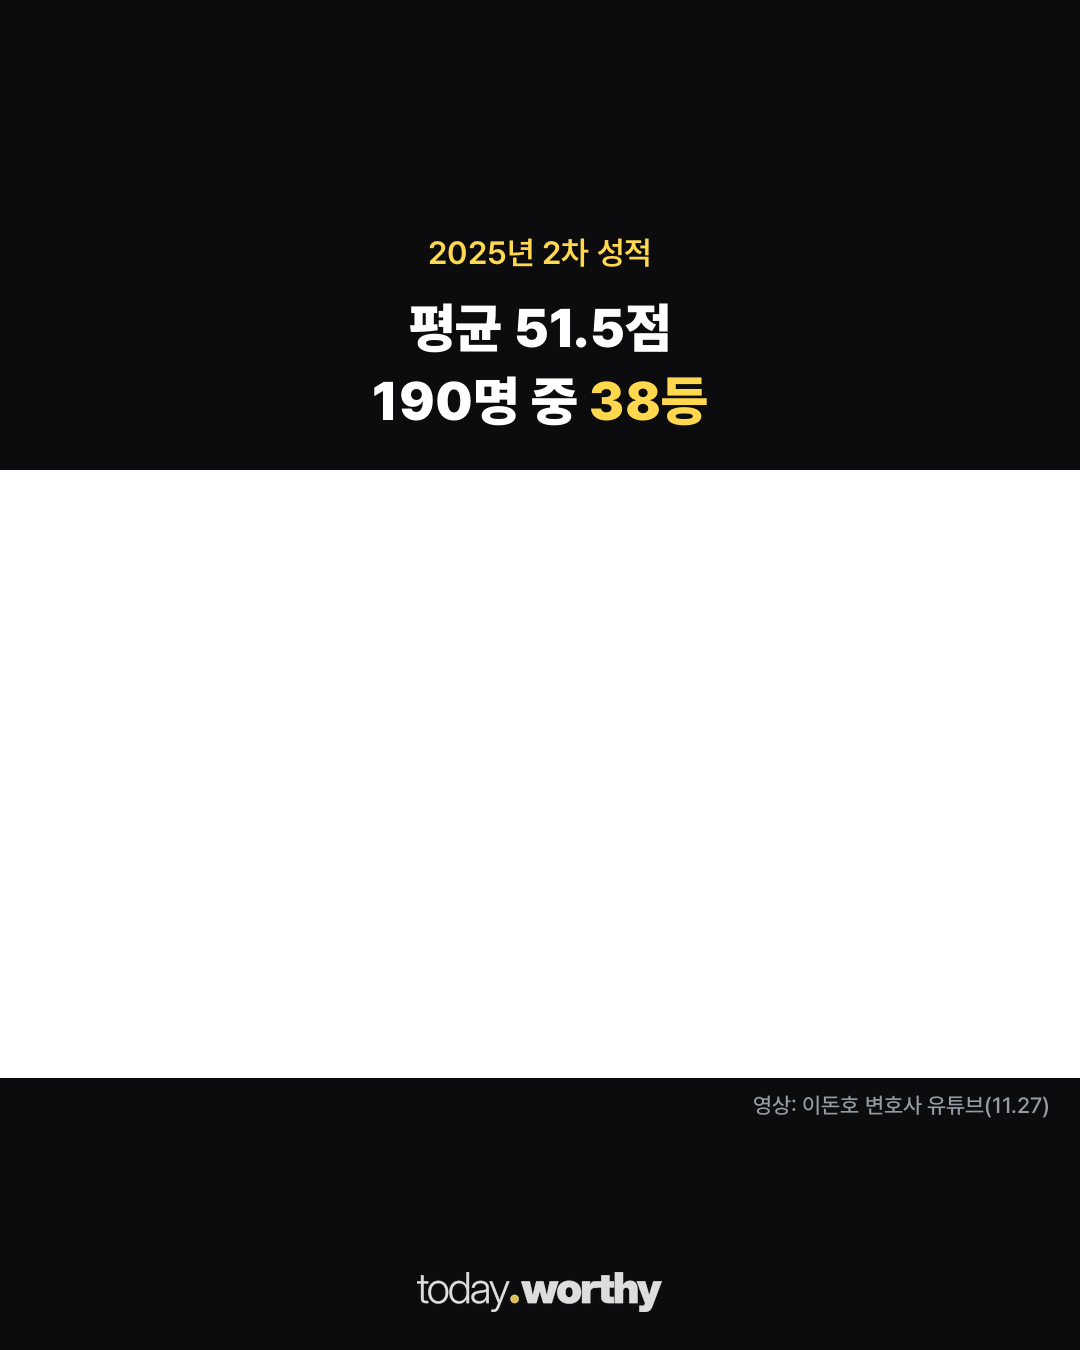 2025년 2차 성적
평균 51.5점
190명 중 38등
영상: 이돈호 변호사 유튜브(11.27)
today.worthy